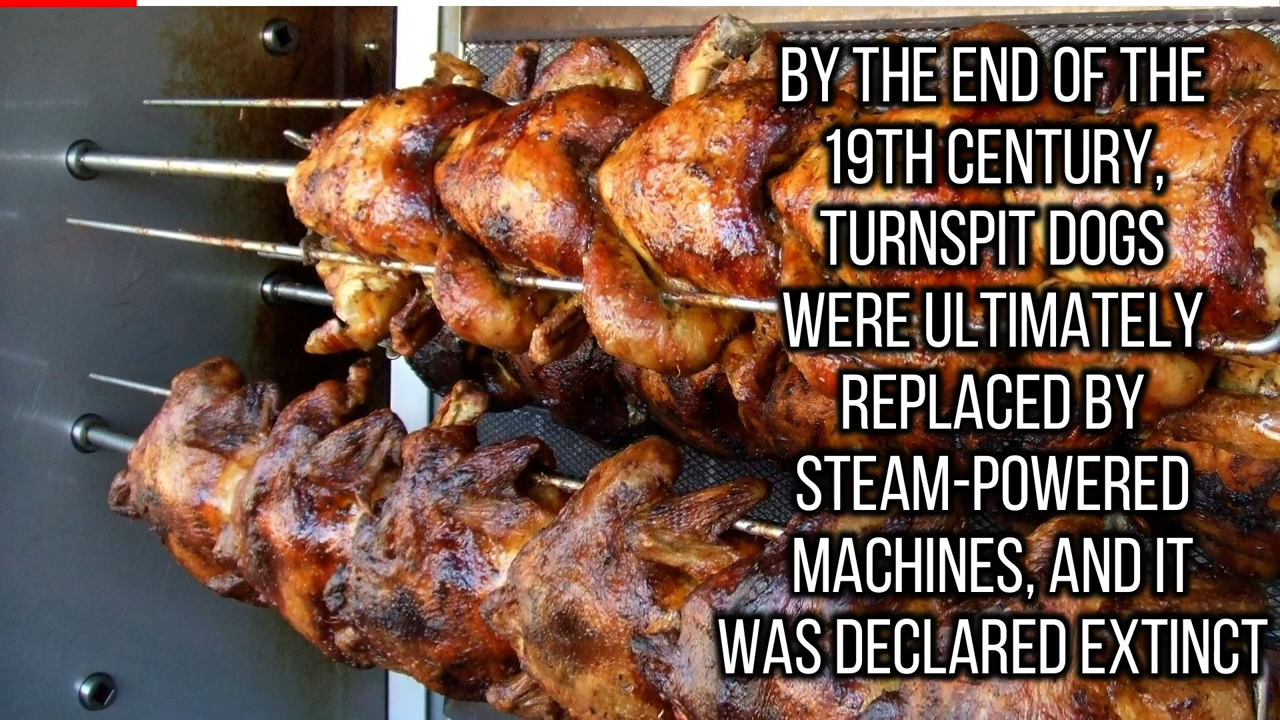 BY THE END OF THE
19TH CENTURY,
TURNSPIT DOGS
WERE ULTIMATELY
REPLACED BY
STEAM-POWERED
MACHINES, AND IT
WAS DECLARED EXTINCT